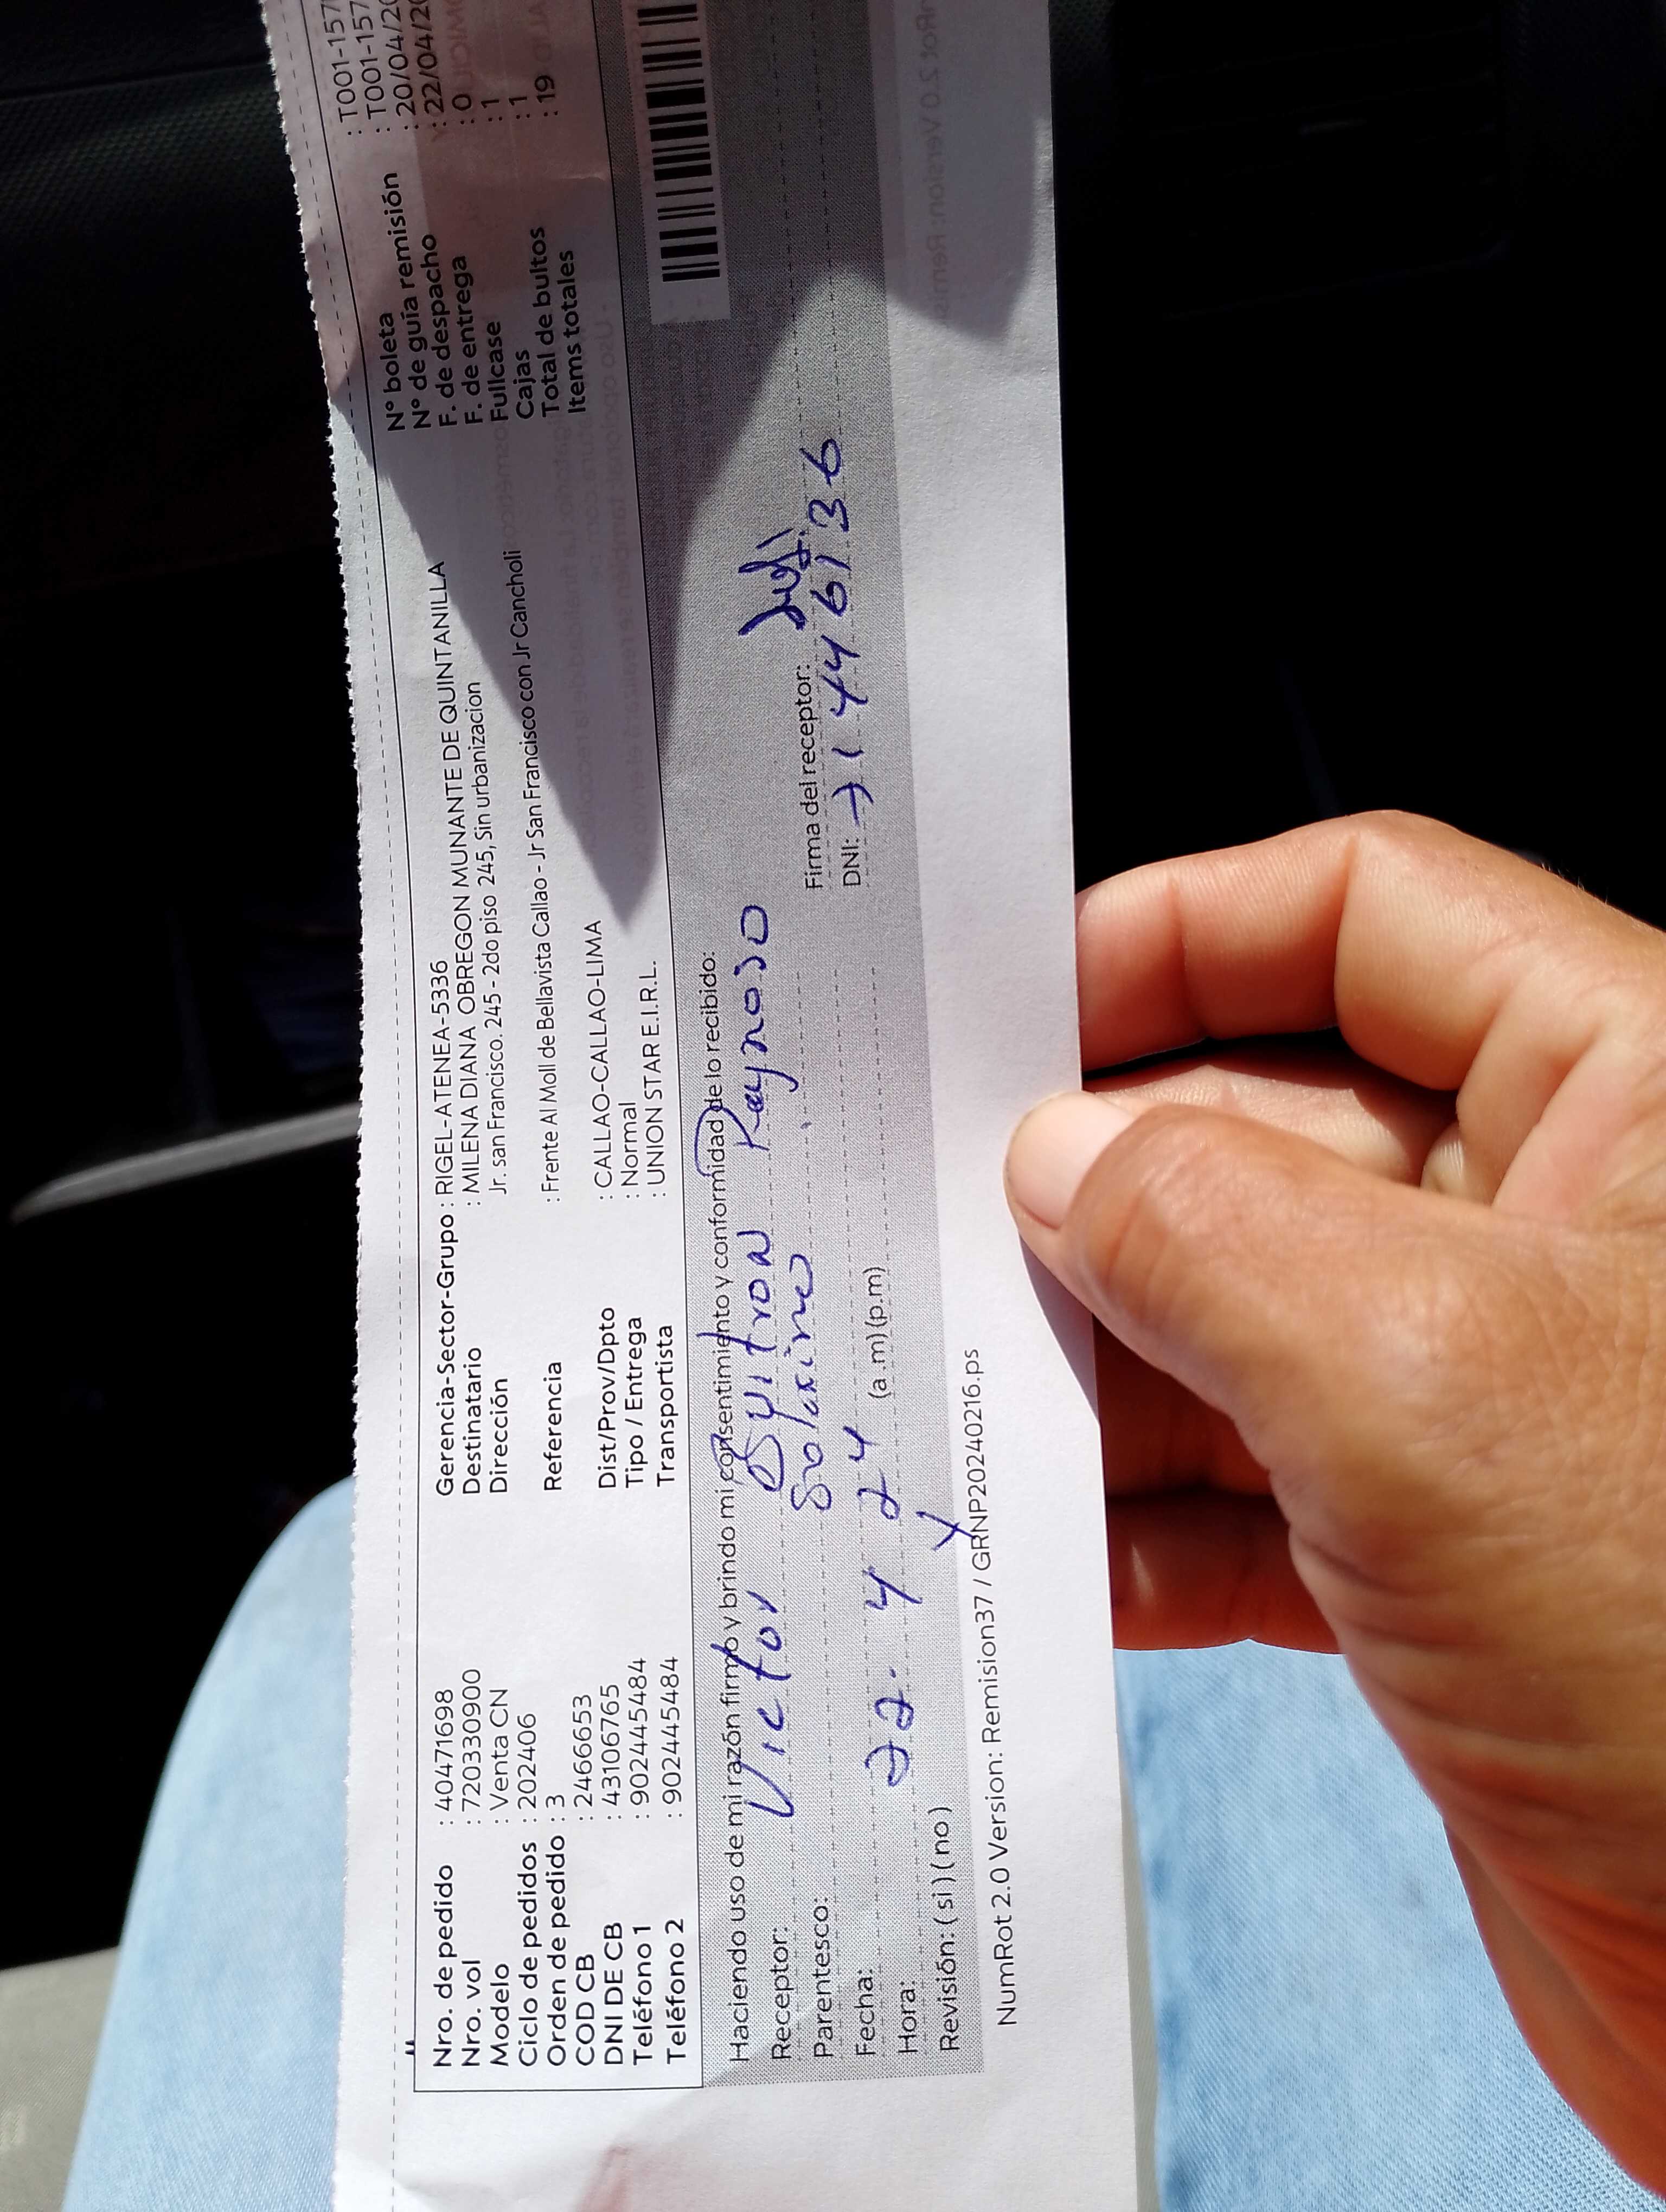 Nro. de pedido : 40471698
Nro. vol : 720330900
Modelo : Venta CN
Ciclo de pedidos : 202406
Orden de pedido : 3
COD CB : 2466653
DNI DE CB : 43106765
Teléfono 1 : 902445484
Teléfono 2 : 902445484
Gerencia-Sector-Grupo : RIGEL-ATENEA-5336
Destinatario : MILENA DIANA OBREGON MUNANTE DE QUINTANILLA
Dirección Jr. san Francisco. 245 - 2do piso 245, Sin urbanizacion
Referencia : Frente Al Moll de Bellavista Callao - Jr San Francisco con Jr Cancholi
Dist/Prov/Dpto : CALLAO-CALLAO-LIMA
Tipo / Entrega : Normal
Transportista : UNION STAR E.I.R.L.
N° boleta : T001-157
N° de guía remisión : T001-157
F. de despacho : 20/04/20
F. de entrega : 22/04/20
Fullcase : 0
Cajas : 1
Total de bultos : 1
Items totales : 19
Haciendo uso de mi razón firmo y brindo mi consentimiento y conformidad de lo recibido:
Receptor: Victor Buitron Reynoso
Parentesco:
Firma del receptor:
Fecha: 22. 4 24
DNI:
Hora: (a.m)(p.m)
Revisión: (si) (no)
NumRot 2.0 Version: Remision37 / GRNP20240216.ps